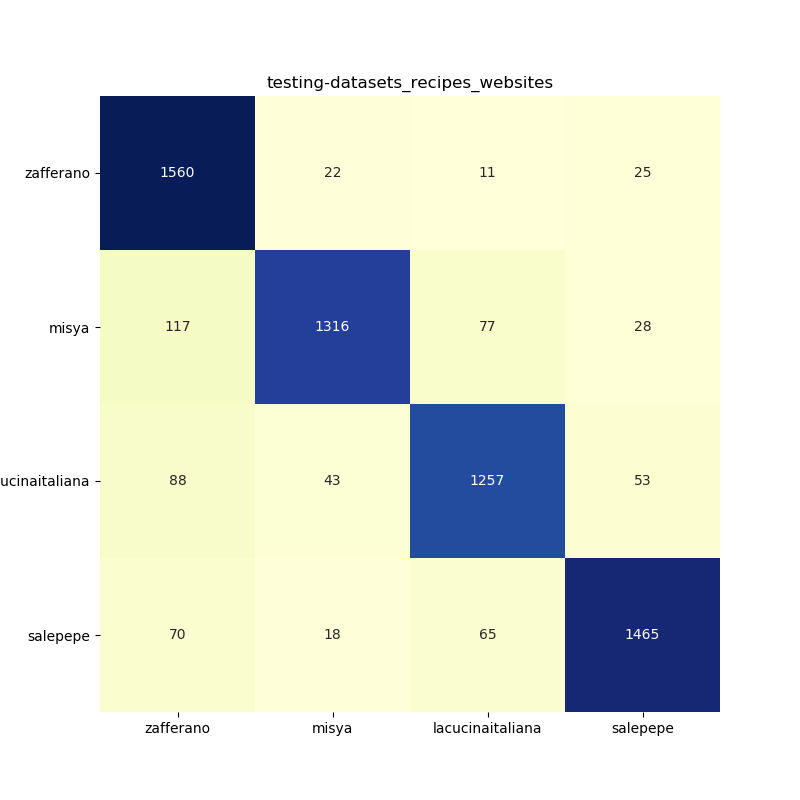 testing-datasets_recipes_websites
zafferano 1560 22 11 25
misya 117 1316 77 28
ucinaitaliana 88 43 1257 53
salepepe 70 18 65 1465
zafferano misya lacucinaitaliana salepepe